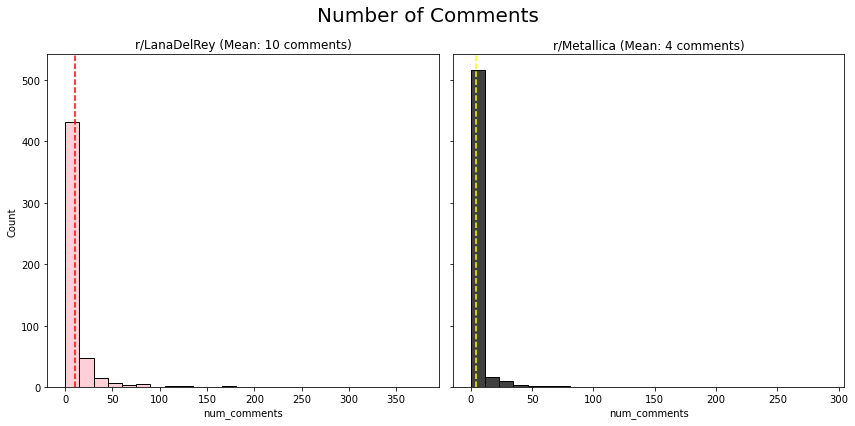 Number of Comments
r/LanaDelRey (Mean: 10 comments)
r/Metallica (Mean: 4 comments)
Count
500
400
300
200
100
0
0 50 100 150 200 250 300 350
num_comments
0 50 100 150 200 250 300
num_comments